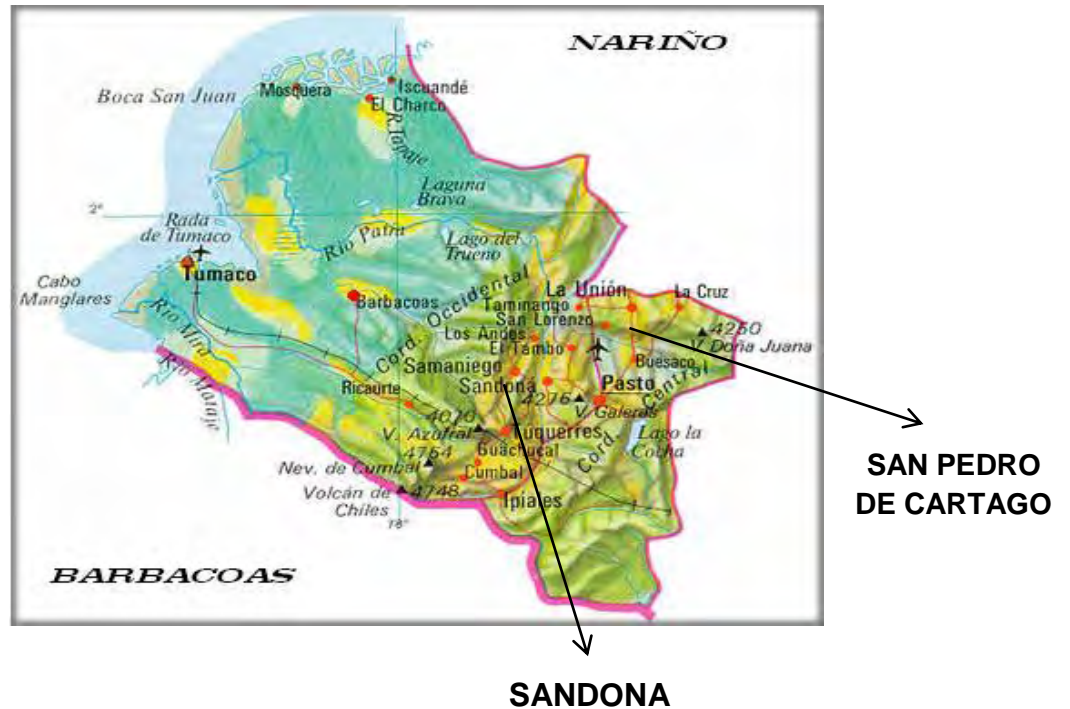 NARIÑO
Iscuandé
Mosquera
El Charco
Boca San Juan
R. Tapaje
Laguna
Brava
2°
Rada
de Tumaco
Río Patía
Lago del
Trueno
Tumaco
Cabo
Manglares
Barbacoas
La Unión
La Cruz
Taminango
San Lorenzo
Cord. Occidental
Río Mira
Los Andes
4250
V. Doña Juana
El Tambo
Buesaco
Río Mataje
Samaniego
Ricaurte
Sandoná
Pasto
4276
V. Galeras
Cord. Central
4070
V. Azufral
Túquerres
Lago la
Cocha
Guachucal
4764
Nev. de Cumbal
Cumbal
Volcán de
Chiles
4748
Ipiales
78°
BARBACOAS
SAN PEDRO
DE CARTAGO
SANDONA